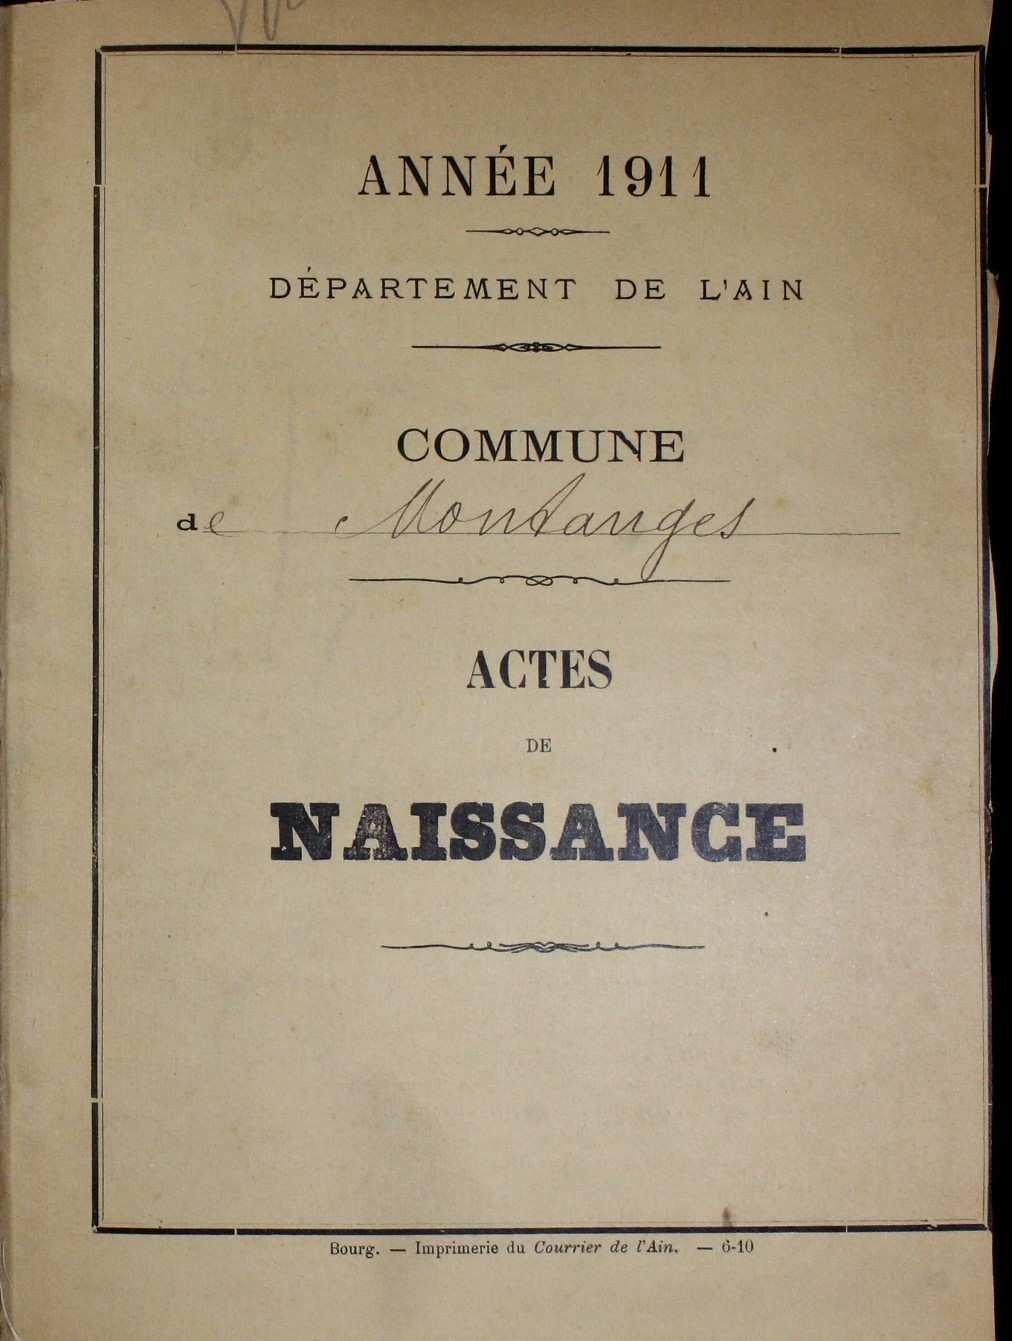 ANNÉE 1911
DÉPARTEMENT DE L'AIN
COMMUNE
de Montanges
ACTES
DE
NAISSANCE
Bourg. — Imprimerie du Courrier de l'Ain. — 6-10